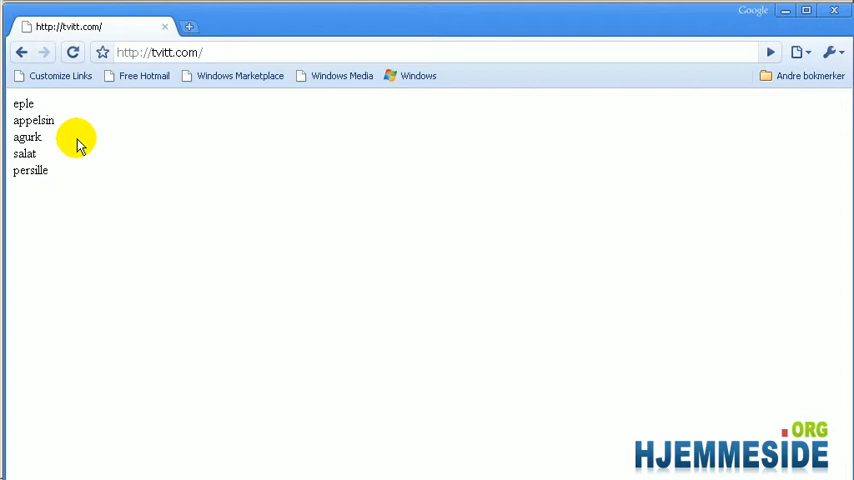 Google
http://tvitt.com/
http://tvitt.com/
Customize Links Free Hotmail Windows Marketplace Windows Media Windows Andre bokmerker
eple
appelsin
agurk
salat
persille
.ORG
HJEMMESIDE